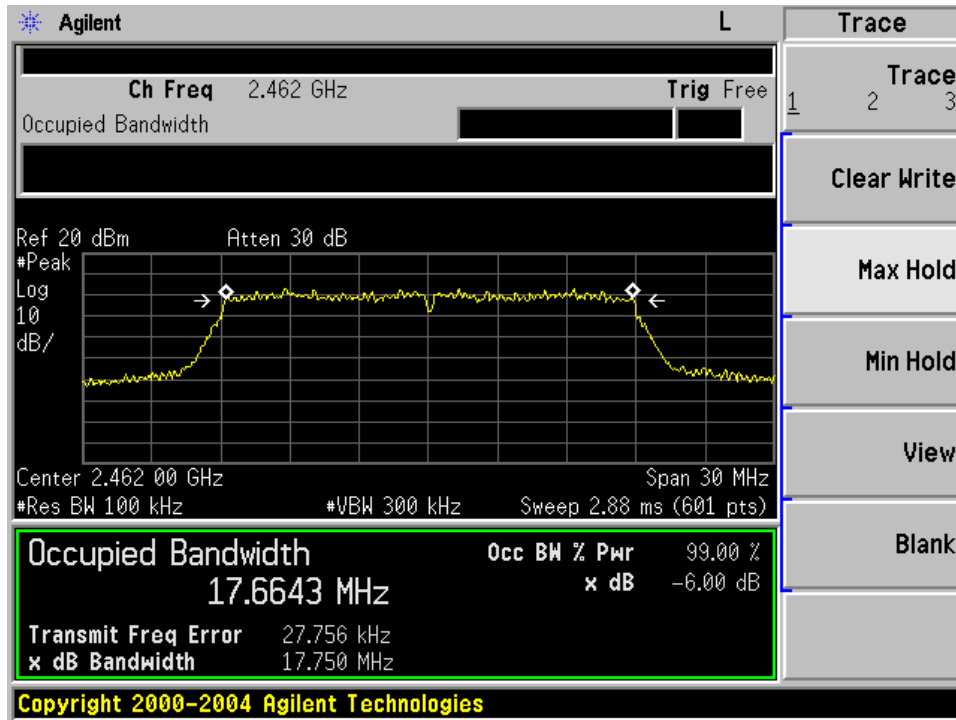 Agilent L Trace
Ch Freq 2.462 GHz Trig Free
Occupied Bandwidth
Trace
1 2 3
Clear Write
Max Hold
Min Hold
View
Blank
Ref 20 dBm Atten 30 dB
#Peak
Log
10
dB/
Center 2.462 00 GHz Span 30 MHz
#Res BW 100 kHz #VBW 300 kHz Sweep 2.88 ms (601 pts)
Occupied Bandwidth Occ BW % Pwr 99.00 %
17.6643 MHz x dB -6.00 dB
Transmit Freq Error 27.756 kHz
x dB Bandwidth 17.750 MHz
Copyright 2000-2004 Agilent Technologies